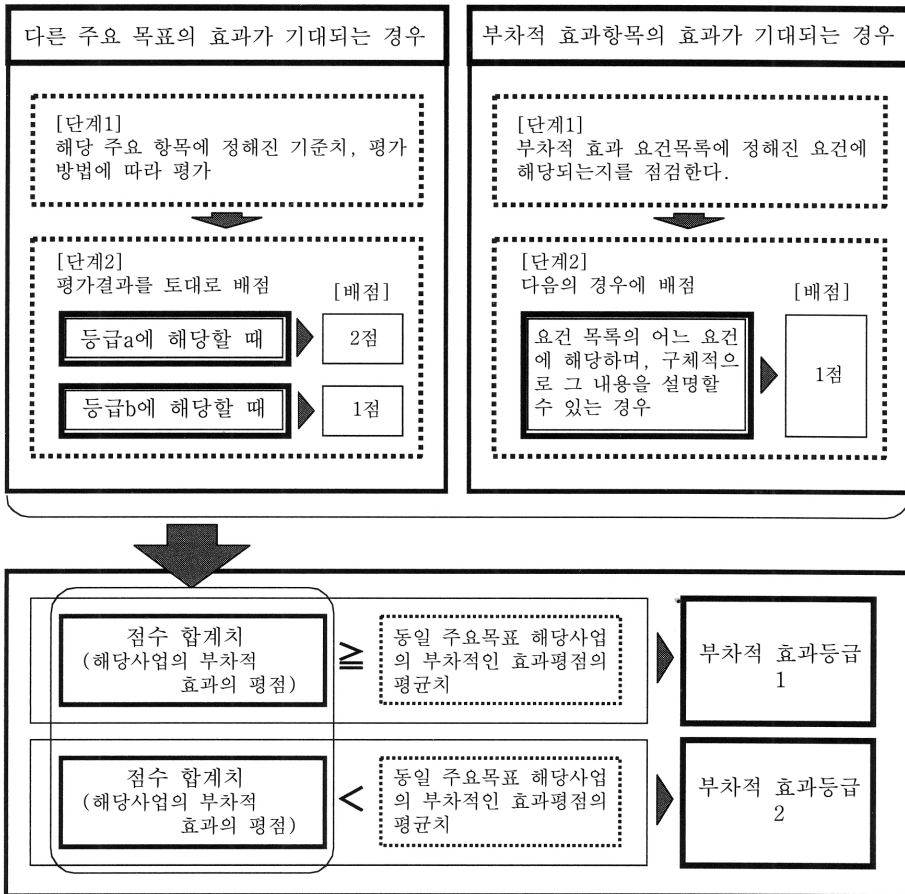 다른 주요 목표의 효과가 기대되는 경우
[단계1]
해당 주요 항목에 정해진 기준치, 평가
방법에 따라 평가
[단계2]
평가결과를 토대로 배점
[배점]
등급a에 해당할 때
2점
등급b에 해당할 때
1점
부차적 효과항목의 효과가 기대되는 경우
[단계1]
부차적 효과 요건목록에 정해진 요건에
해당되는지를 점검한다.
[단계2]
다음의 경우에 배점
[배점]
요건 목록의 어느 요건
에 해당하며, 구체적으
로 그 내용을 설명할
수 있는 경우
1점
점수 합계치
(해당사업의 부차적
효과의 평점)
≧
동일 주요목표 해당사업
의 부차적인 효과평점의
평균치
부차적 효과등급
1
점수 합계치
(해당사업의 부차적
효과의 평점)
<
동일 주요목표 해당사업
의 부차적인 효과평점의
평균치
부차적 효과등급
2